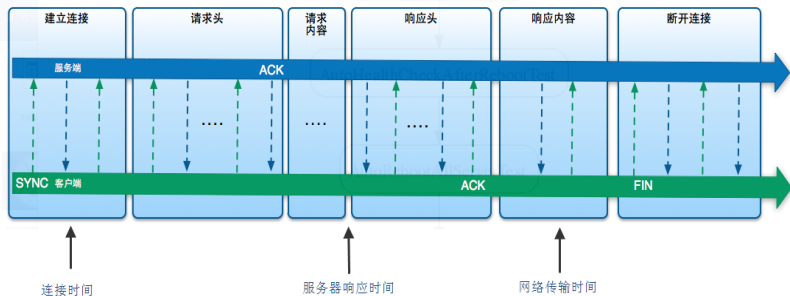 建立连接
请求头
请求
内容
响应头
响应内容
断开连接
服务端
ACK
....
....
....
SYNC 客户端
ACK
FIN
连接时间
服务器响应时间
网络传输时间